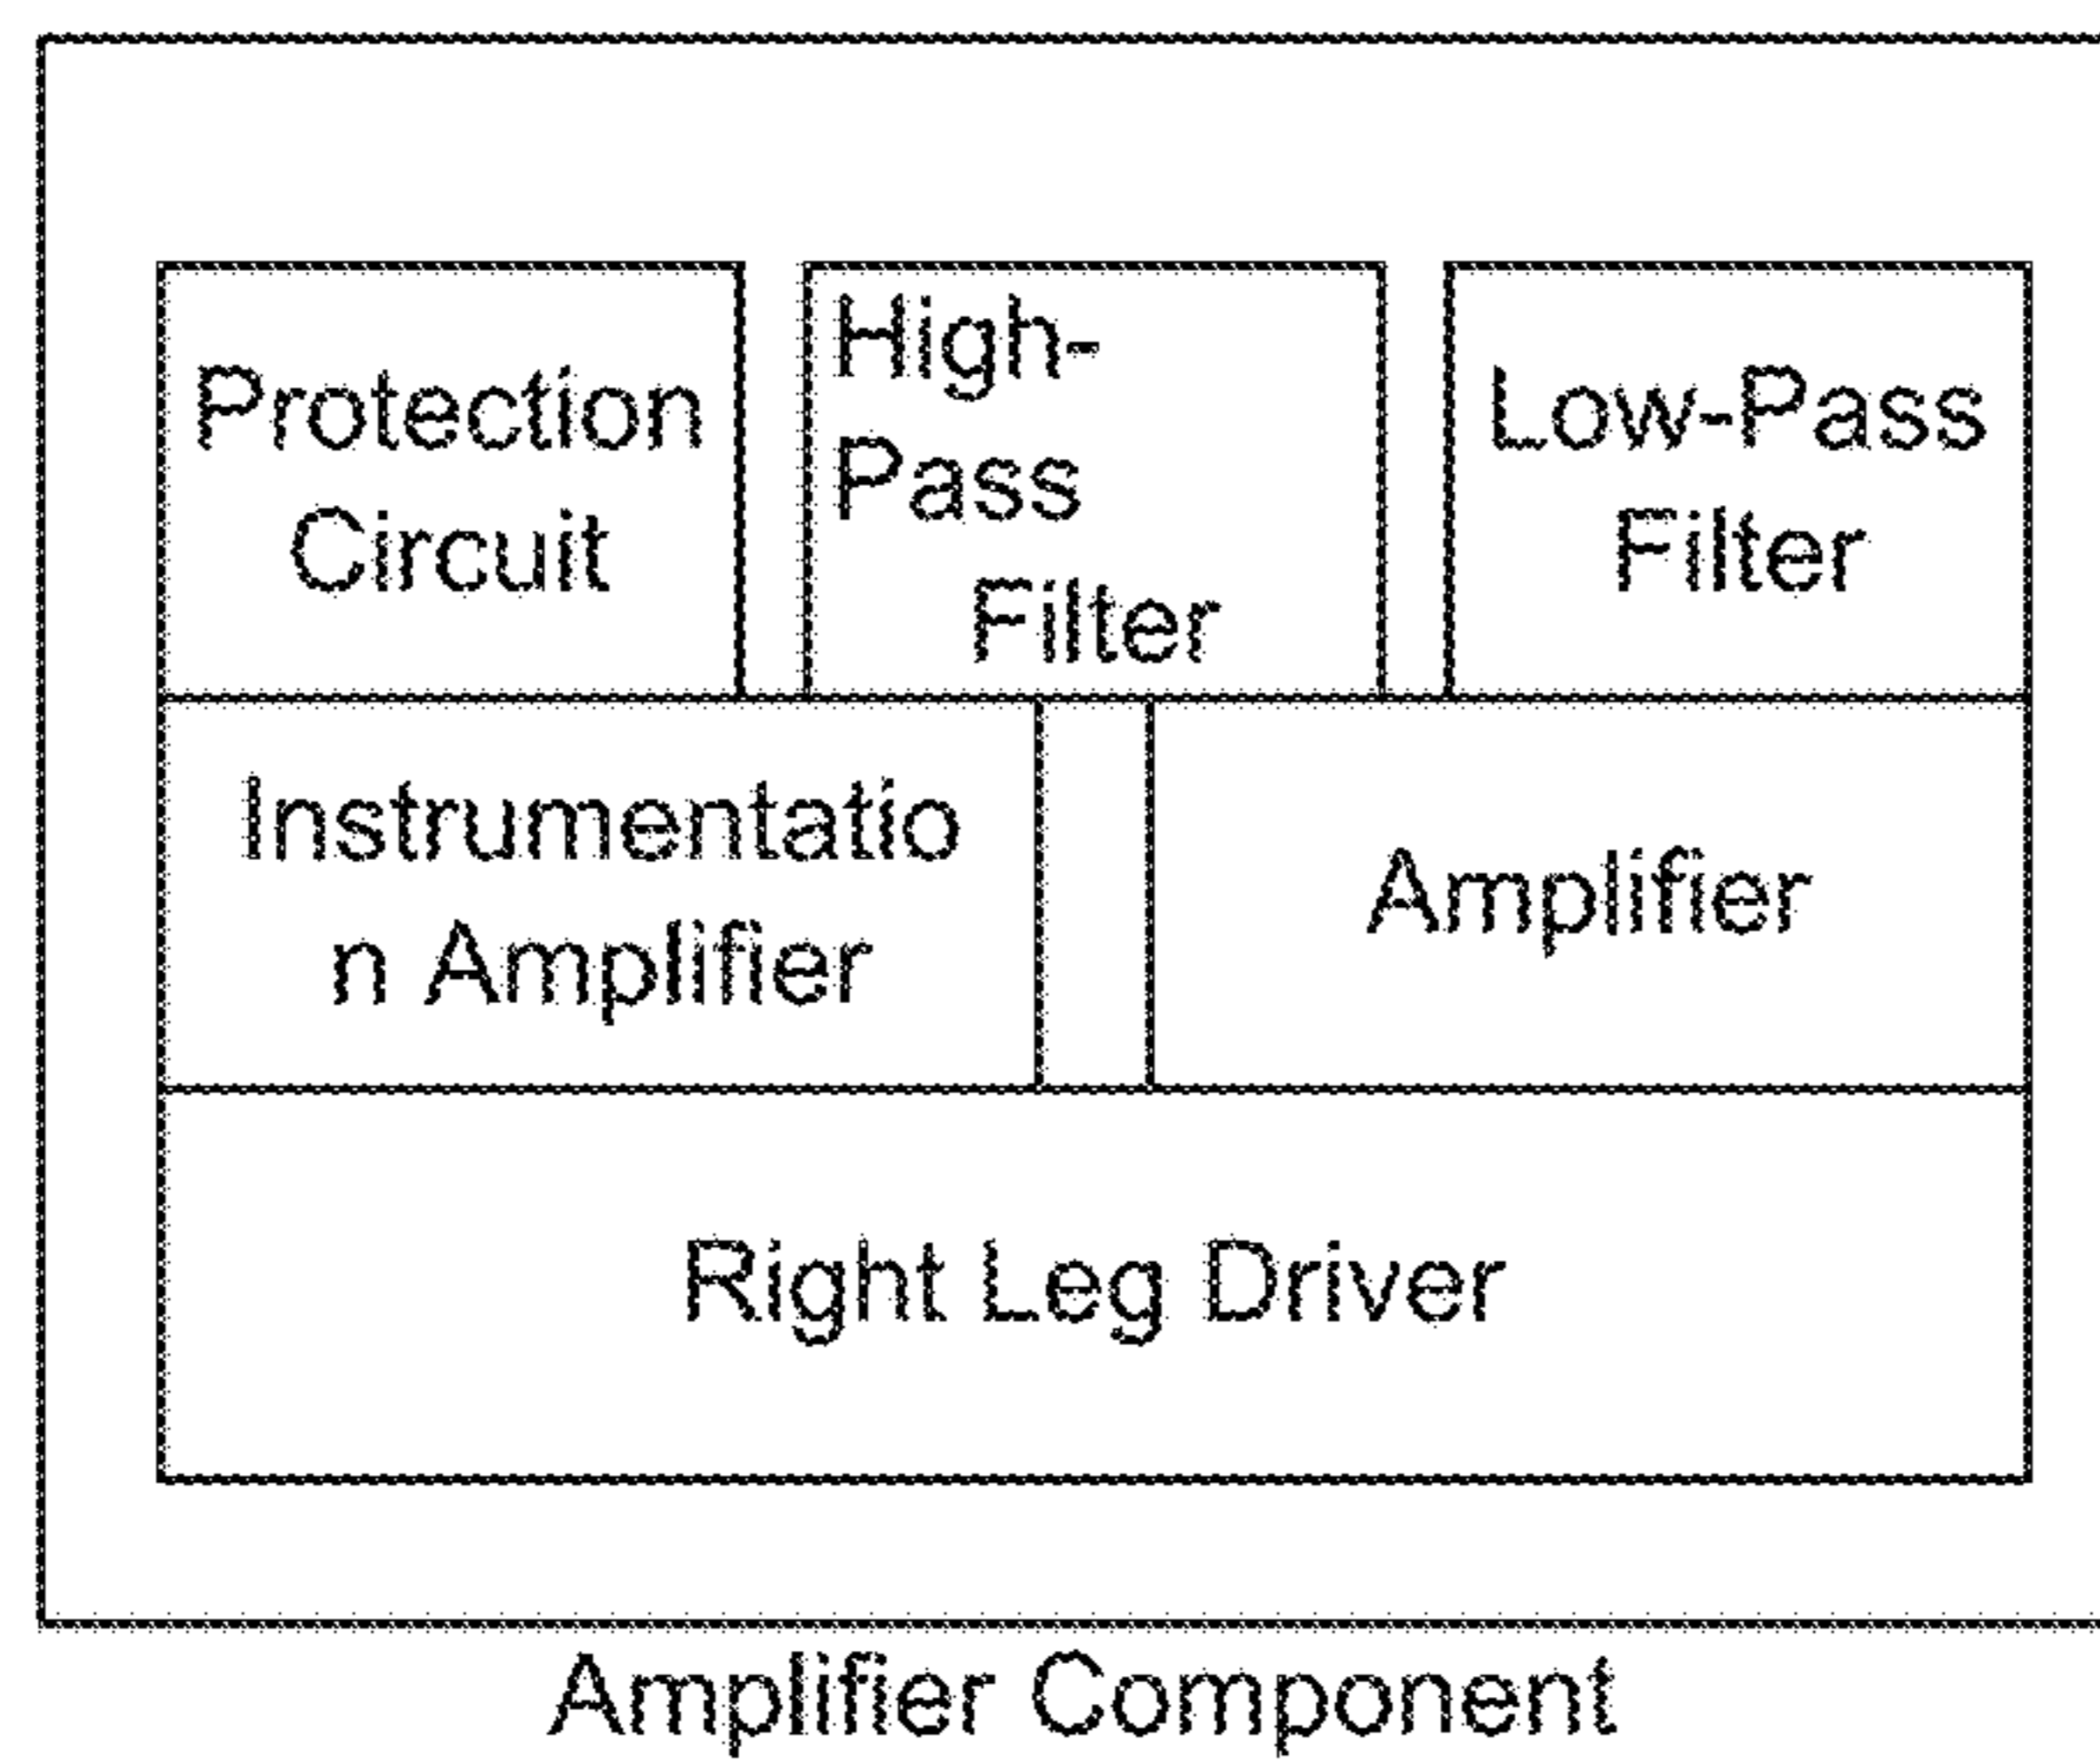 Protection
Circuit
High-
Pass
Filter
Low-Pass
Filter
Instrumentatio
n Amplifier
Amplifier
Right Leg Driver
Amplifier Component